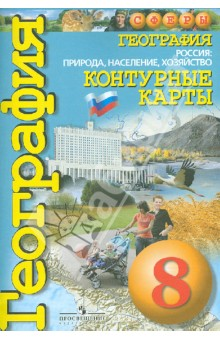 СФЕРЫ
ГЕОГРАФИЯ
РОССИЯ:
ПРИРОДА, НАСЕЛЕНИЕ, ХОЗЯЙСТВО
КОНТУРНЫЕ
КАРТЫ
География
8
ПРОСВЕЩЕНИЕ